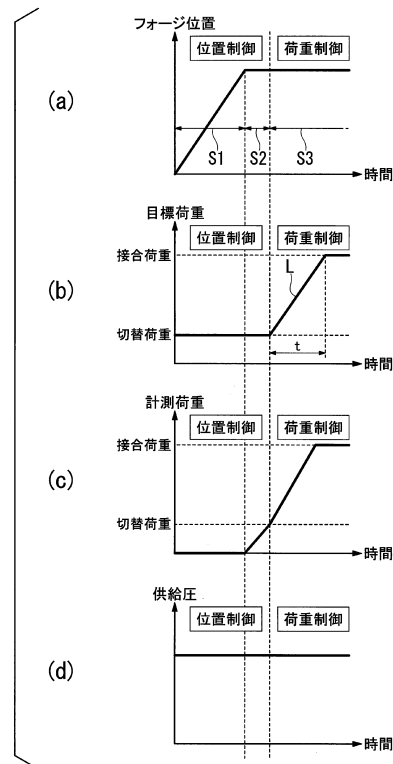 フォージ位置
位置制御
荷重制御
(a)
S1
S2
S3
時間
目標荷重
位置制御
荷重制御
接合荷重
(b)
L
切替荷重
t
時間
計測荷重
位置制御
荷重制御
接合荷重
(c)
切替荷重
時間
供給圧
位置制御
荷重制御
(d)
時間